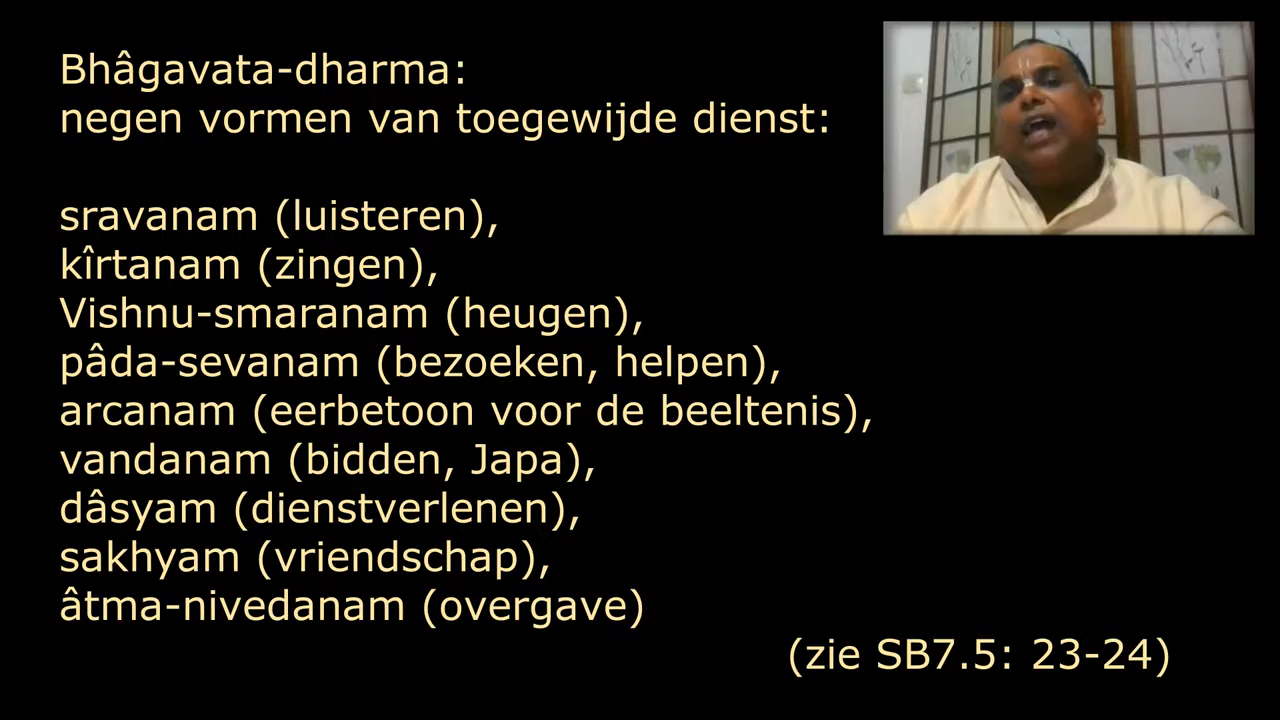 Bhâgavata-dharma:
negen vormen van toegewijde dienst:
sravanam (luisteren),
kîrtanam (zingen),
Vishnu-smaranam (heugen),
pâda-sevanam (bezoeken, helpen),
arcanam (eerbetoon voor de beeltenis),
vandanam (bidden, Japa),
dâsyam (dienstverlenen),
sakhyam (vriendschap),
âtma-nivedanam (overgave)
(zie SB7.5: 23-24)